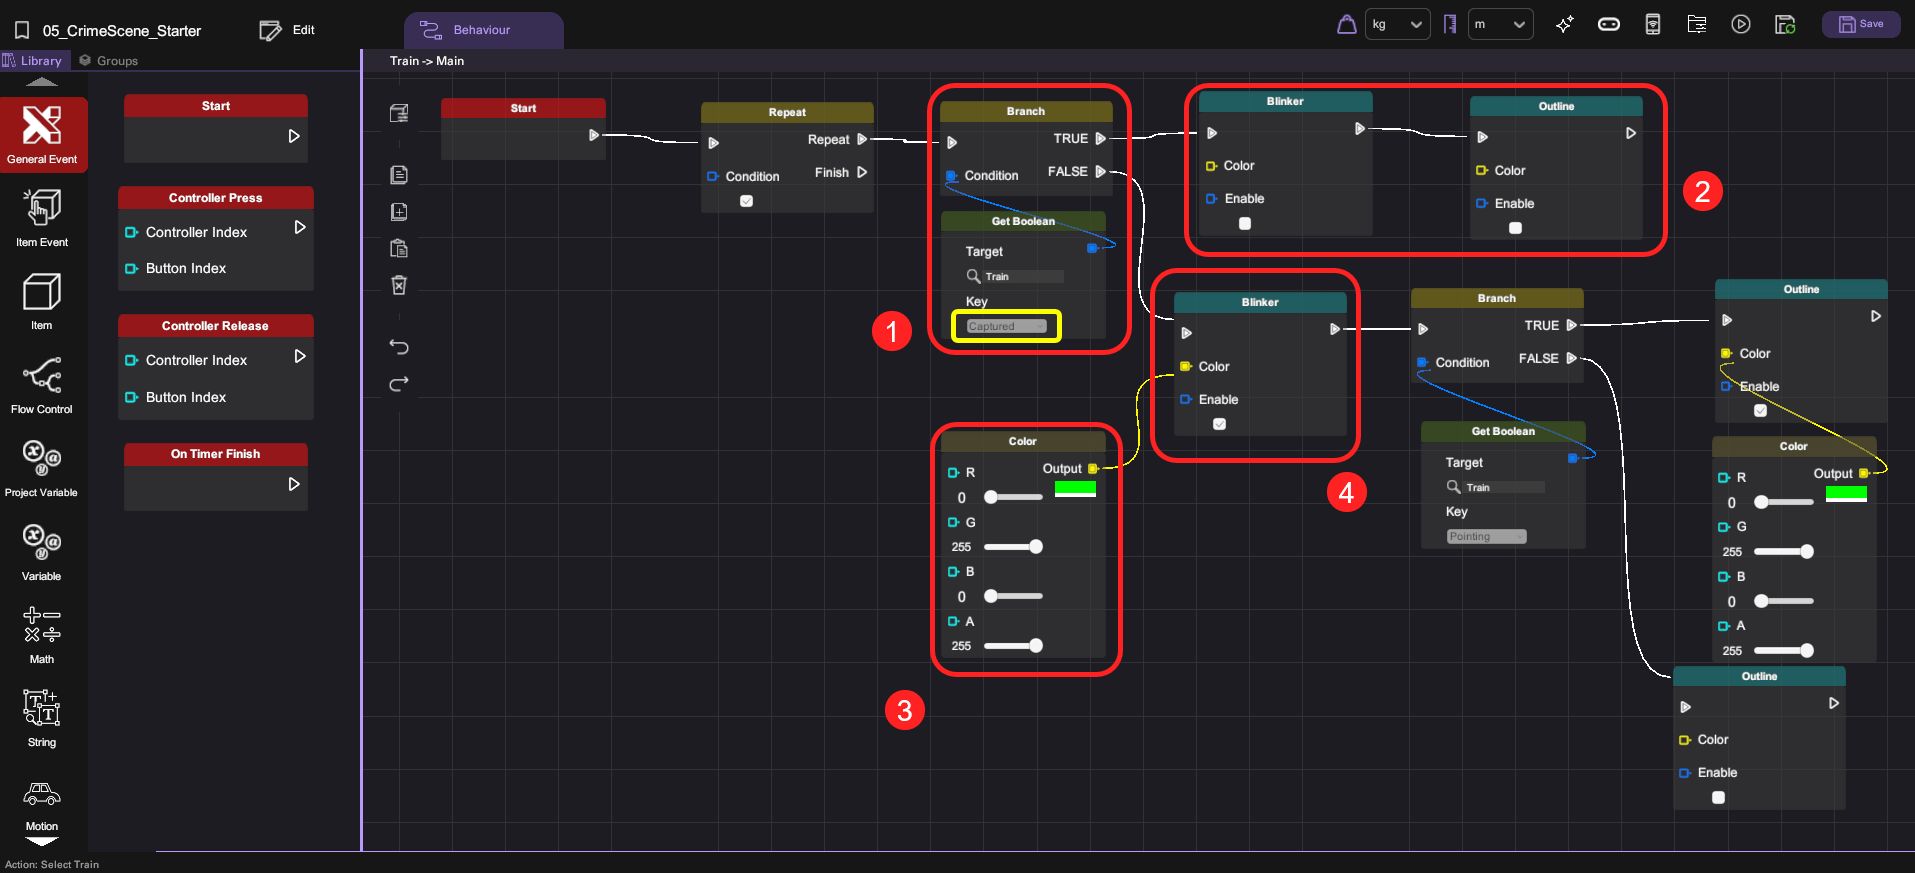 05_CrimeScene_Starter
Edit
Behaviour
kg
m
Save
Library
Groups
Train -> Main
General Event
Item Event
Item
Flow Control
Project Variable
Variable
Math
String
Motion
Start
Controller Press
Controller Index
Button Index
Controller Release
Controller Index
Button Index
On Timer Finish
Start
Repeat
Repeat
Finish
Condition
Branch
TRUE
Condition
FALSE
Get Boolean
Target
Train
Key
Captured
1
Blinker
Color
Enable
Outline
Color
Enable
2
Color
Output
R
0
G
255
B
0
A
255
3
Blinker
Color
Enable
4
Branch
TRUE
FALSE
Condition
Get Boolean
Target
Train
Key
Pointing
Outline
Color
Enable
Color
Output
R
0
G
255
B
0
A
255
Outline
Color
Enable
Action: Select Train